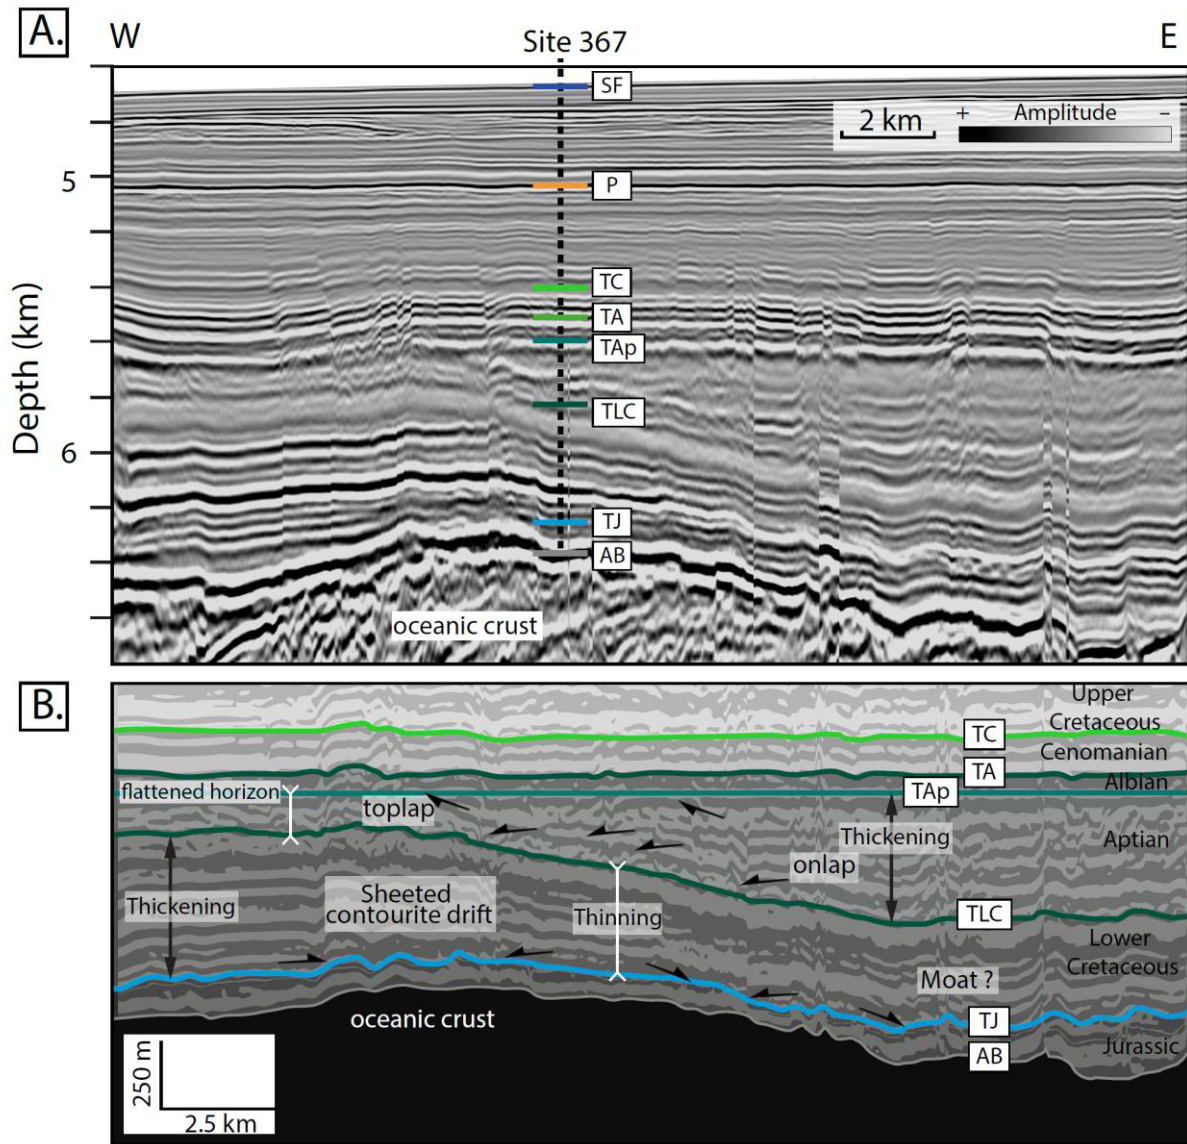 A.
W
Site 367
E
SF
2 km
+ Amplitude –
5
P
TC
TA
TAp
TLC
6
TJ
AB
Depth (km)
oceanic crust
B.
Upper
Cretaceous
TC
Cenomanian
TA
Albian
flattened horizon
TAp
toplap
Thickening
Aptian
onlap
Sheeted
contourite drift
Thickening
Thinning
TLC
Lower
Cretaceous
Moat ?
oceanic crust
TJ
Jurassic
AB
250 m
2.5 km